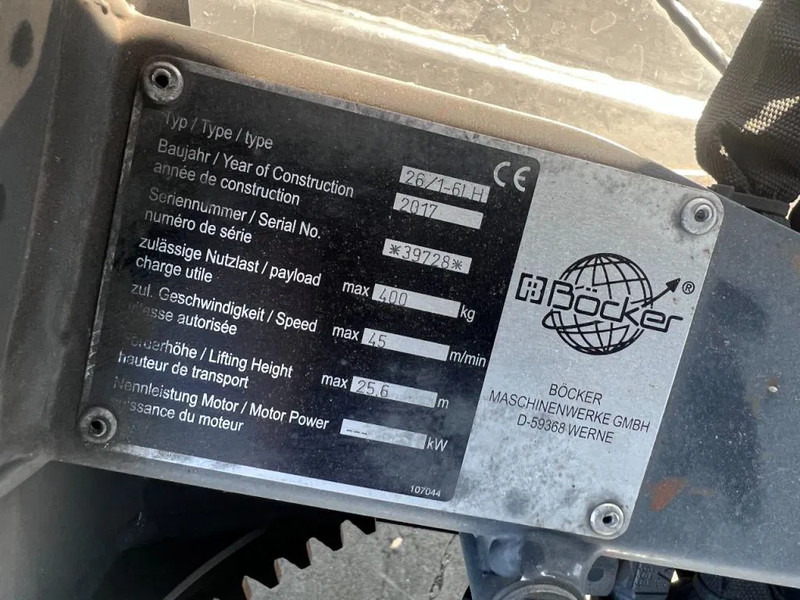 Typ / Type / type 26/1-6LH
Baujahr / Year of Construction 2017
année de construction
Seriennummer / Serial No. *39728*
numéro de série
zulässige Nutzlast / payload max 400 kg
charge utile
zul. Geschwindigkeit / Speed max 45 m/min
autorisée
/ Lifting Height max 25,6 m
hauteur de transport
Nennleistung Motor / Motor Power --- kW
du moteur
107044
CE
Böcker ®
BÖCKER
MASCHINENWERKE GMBH
D-59368 WERNE